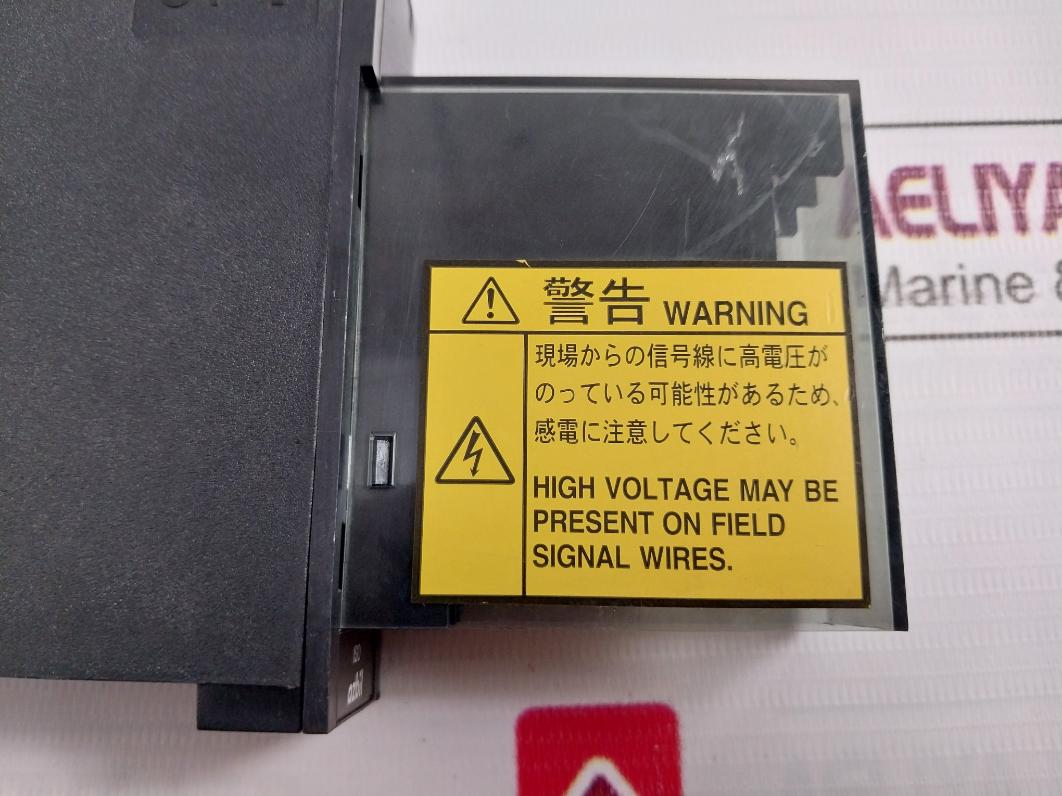 AELIYA
Marine &
警告 WARNING
現場からの信号線に高電圧が
のっている可能性があるため、
感電に注意してください。
HIGH VOLTAGE MAY BE
PRESENT ON FIELD
SIGNAL WIRES.
ISO
azbil